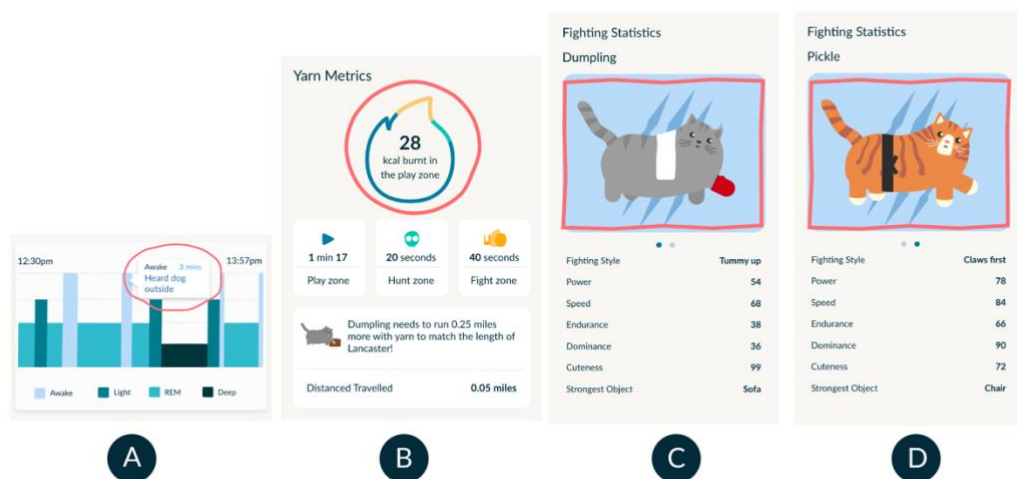 12:30pm
13:57pm
Awake 3 mins
Heard dog
outside
Awake Light REM Deep
A
Yarn Metrics
28
kcal burnt in
the play zone
1 min 17
Play zone
20 seconds
Hunt zone
40 seconds
Fight zone
Dumpling needs to run 0.25 miles
more with yarn to match the length of
Lancaster!
Distanced Travelled 0.05 miles
B
Fighting Statistics
Dumpling
Fighting Style Tummy up
Power 54
Speed 68
Endurance 38
Dominance 36
Cuteness 99
Strongest Object Sofa
C
Fighting Statistics
Pickle
Fighting Style Claws first
Power 78
Speed 84
Endurance 66
Dominance 90
Cuteness 72
Strongest Object Chair
D